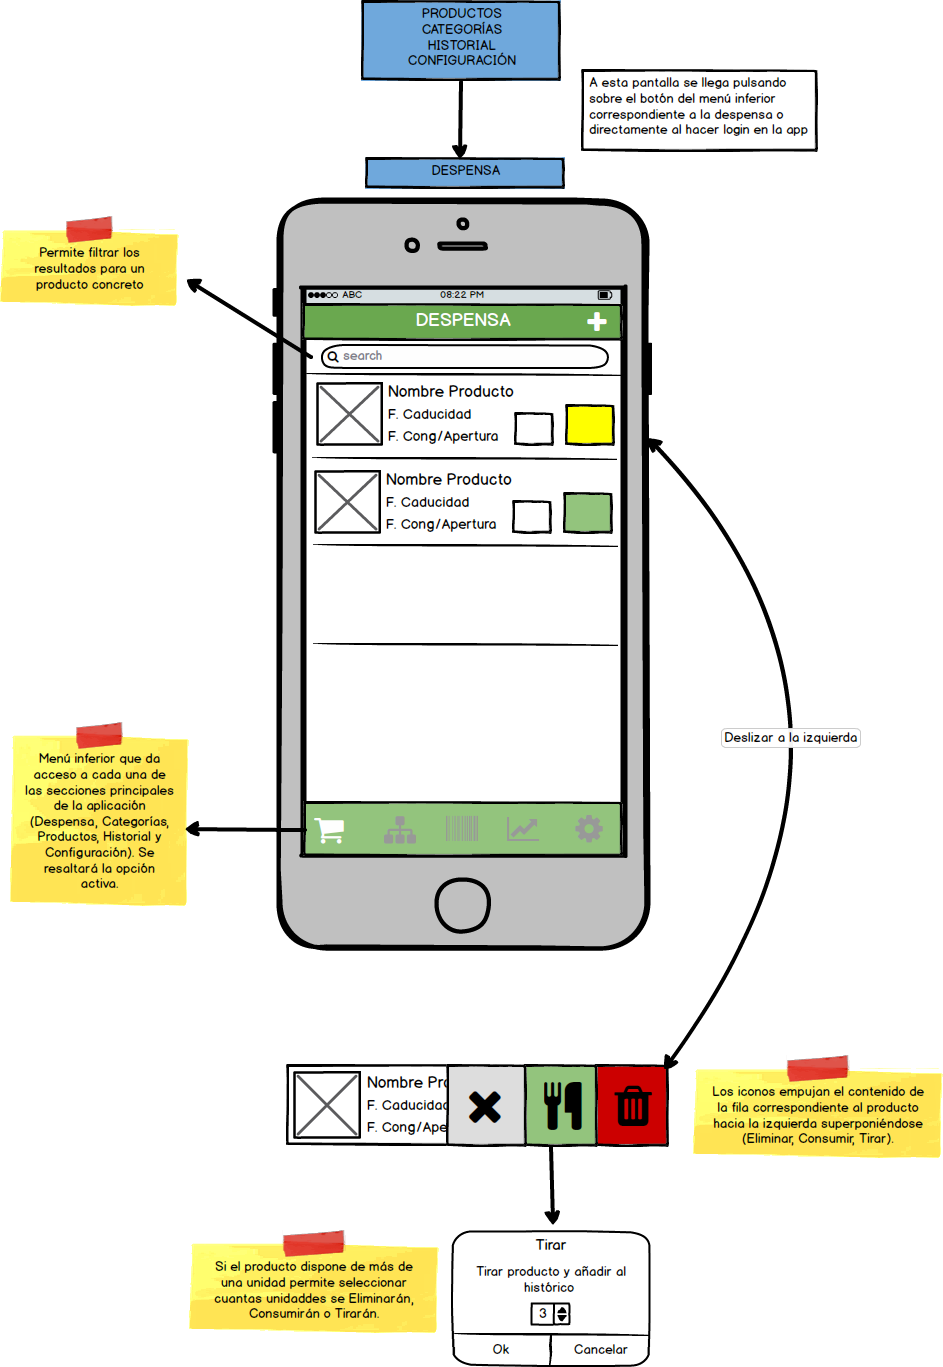 PRODUCTOS
CATEGORÍAS
HISTORIAL
CONFIGURACIÓN
A esta pantalla se llega pulsando
sobre el botón del menú inferior
correspondiente a la despensa o
directamente al hacer login en la app
DESPENSA
Permite filtrar los
resultados para un
producto concreto
ABC
08:22 PM
DESPENSA
search
Nombre Producto
F. Caducidad
F. Cong/Apertura
Nombre Producto
F. Caducidad
F. Cong/Apertura
Deslizar a la izquierda
Menú inferior que da
acceso a cada una de
las secciones principales
de la aplicación
(Despensa, Categorías,
Productos, Historial y
Configuración). Se
resaltará la opción
activa.
Nombre Pro
F. Caducidad
F. Cong/Ape
Los iconos empujan el contenido de
la fila correspondiente al producto
hacia la izquierda superponiéndose
(Eliminar, Consumir, Tirar).
Si el producto dispone de más de
una unidad permite seleccionar
cuantas unidaddes se Eliminarán,
Consumirán o Tirarán.
Tirar
Tirar producto y añadir al
histórico
3
Ok
Cancelar